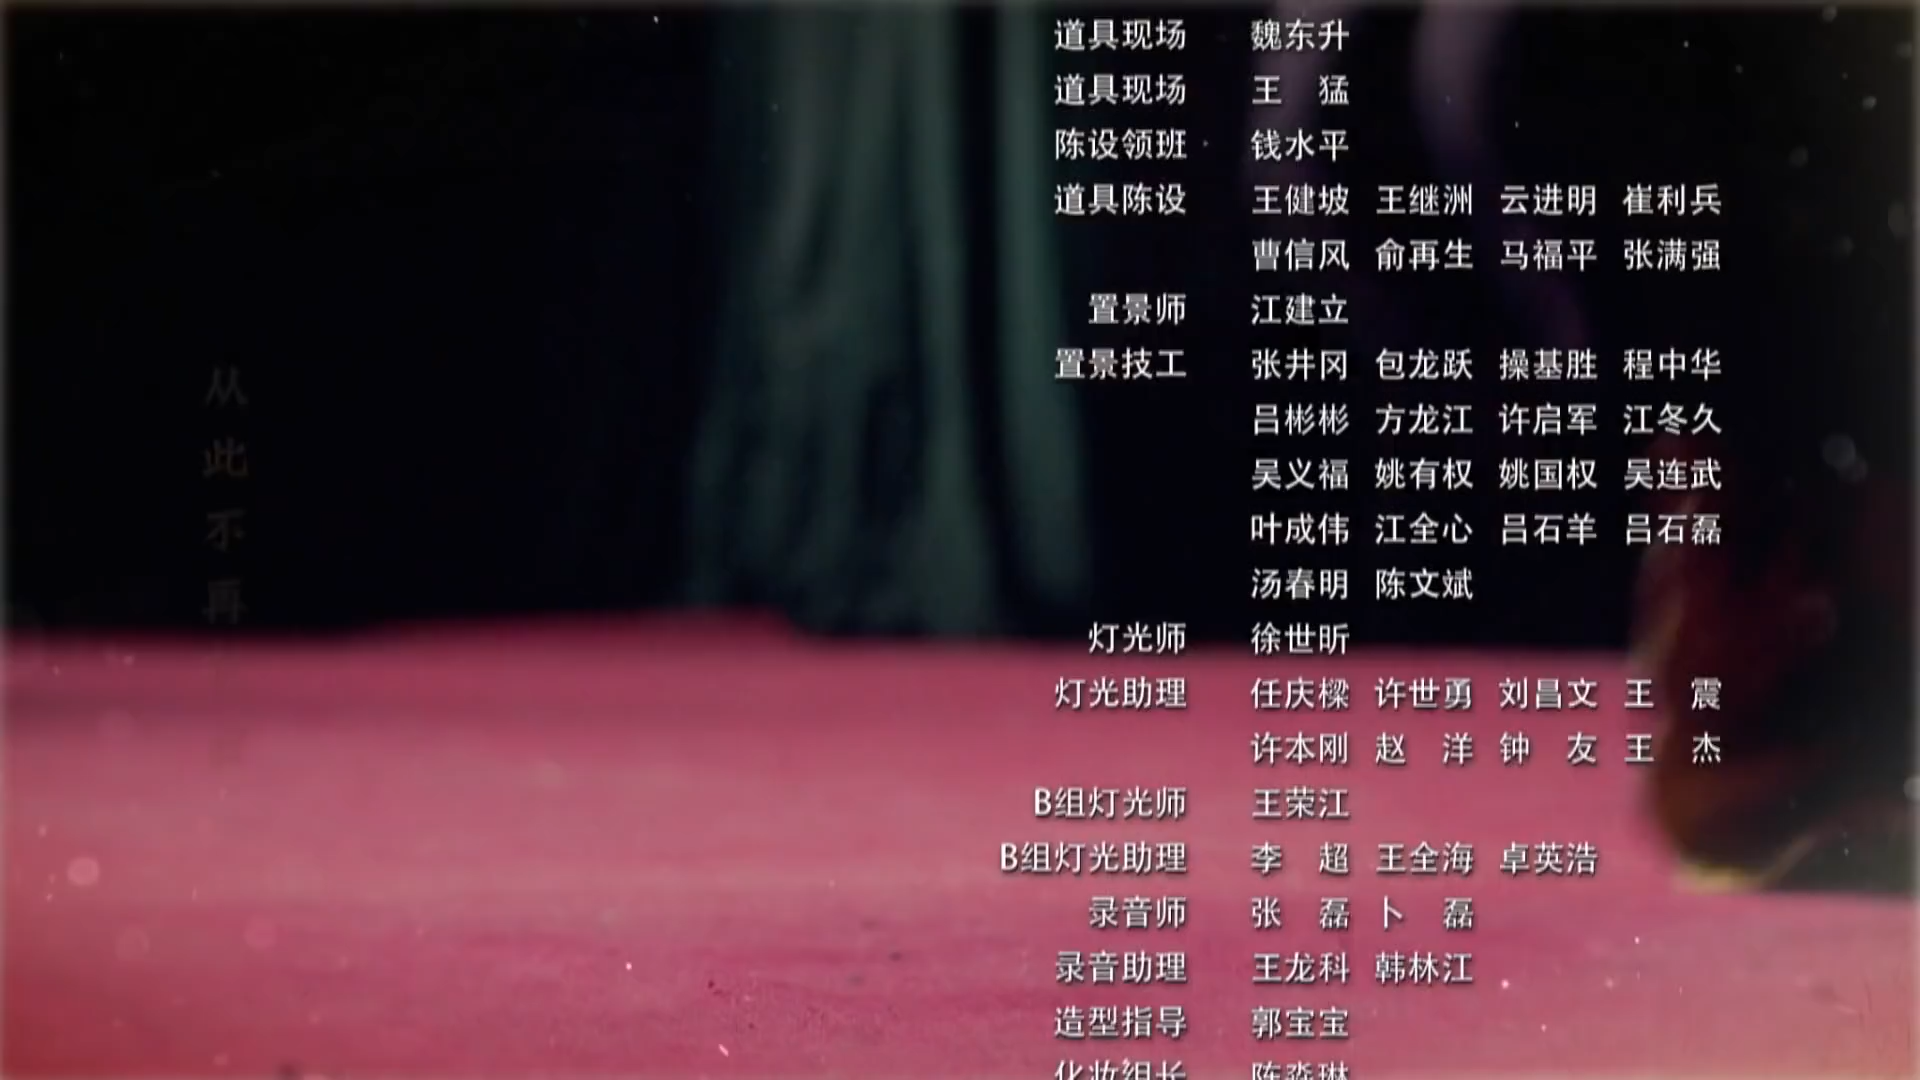 道具现场 魏东升
道具现场 王 猛
陈设领班 钱水平
道具陈设 王健坡 王继洲 云进明 崔利兵
曹信风 俞再生 马福平 张满强
置景师 江建立
置景技工 张井冈 包龙跃 操基胜 程中华
吕彬彬 方龙江 许启军 江冬久
吴义福 姚有权 姚国权 吴连武
叶成伟 江全心 吕石羊 吕石磊
汤春明 陈文斌
灯光师 徐世昕
灯光助理 任庆樑 许世勇 刘昌文 王 震
许本刚 赵 洋 钟 友 王 杰
B组灯光师 王荣江
B组灯光助理 李 超 王全海 卓英浩
录音师 张 磊 卜 磊
录音助理 王龙科 韩林江
造型指导 郭宝宝
化妆组长 陈淼琳
从此不再